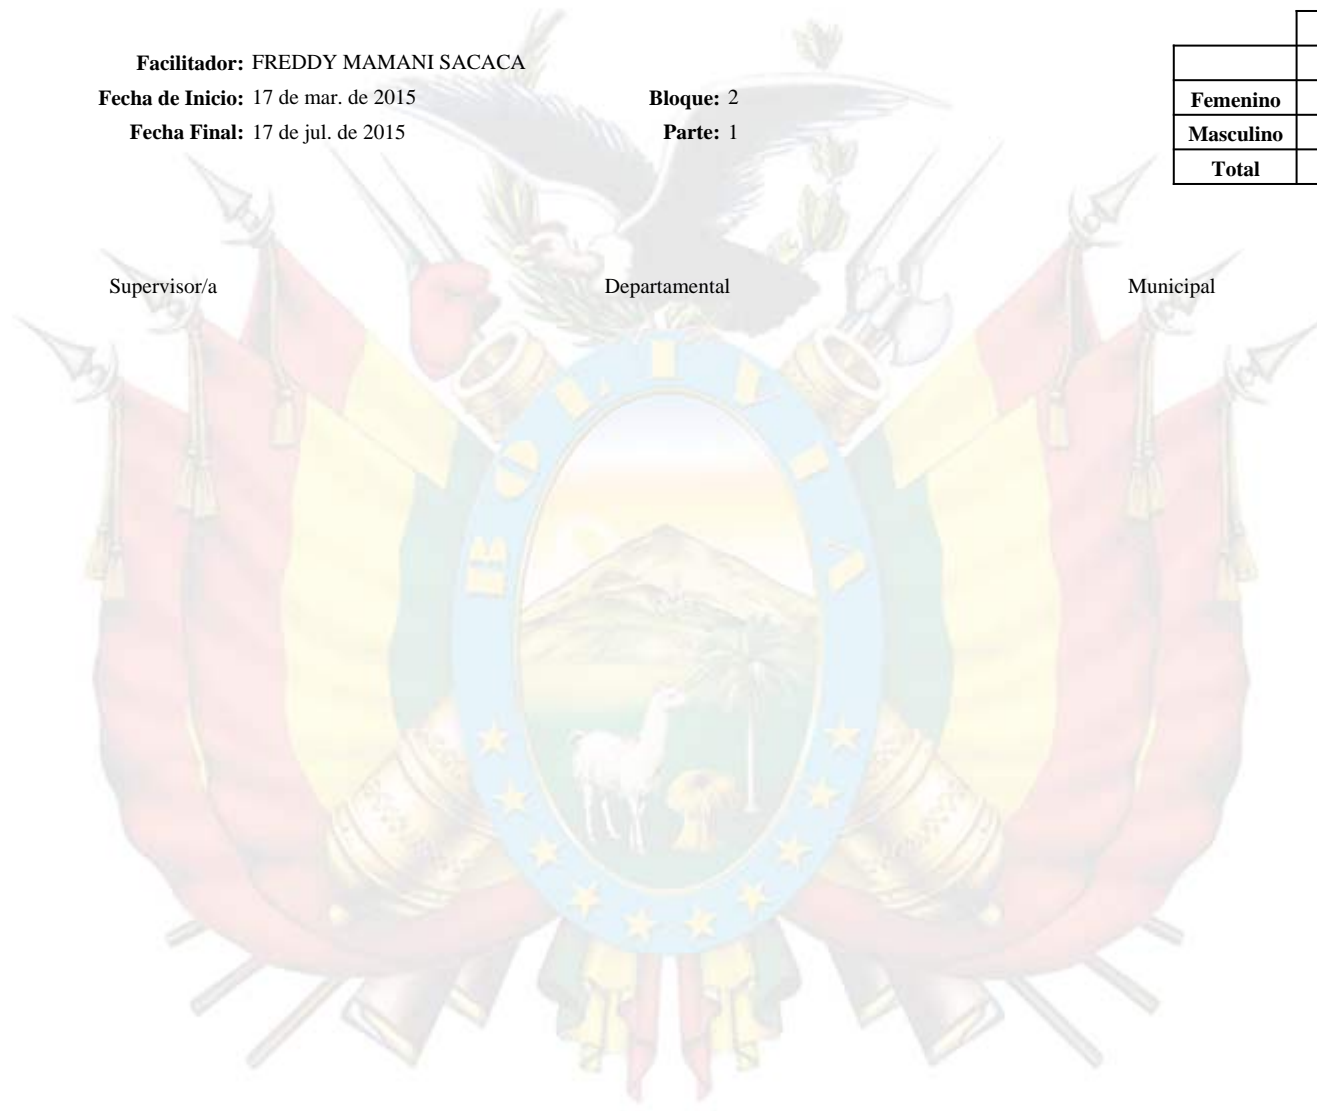 Facilitador: FREDDY MAMANI SACACA
Fecha de Inicio: 17 de mar. de 2015 Bloque: 2
Fecha Final: 17 de jul. de 2015 Parte: 1
Femenino
Masculino
Total
Supervisor/a Departamental Municipal
BOLIVIA